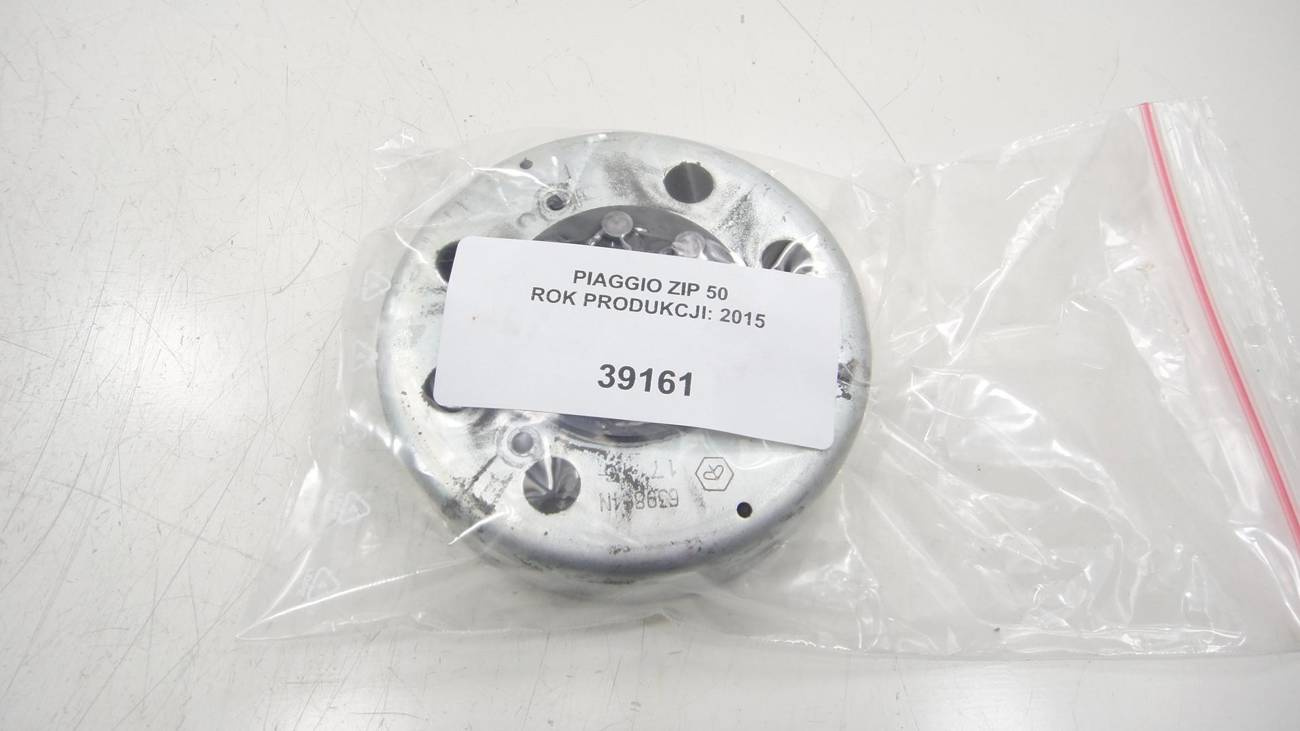 PIAGGIO ZIP 50
ROK PRODUKCJI: 2015
39161